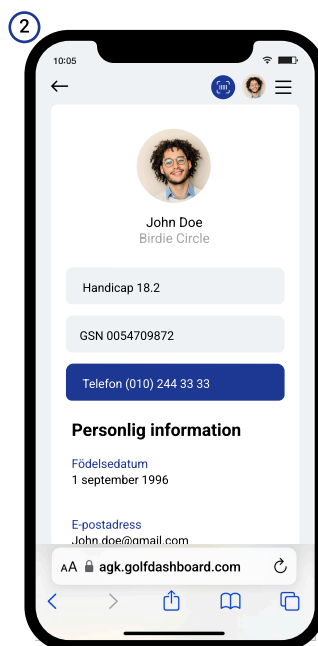 2
10:05
John Doe
Birdie Circle
Handicap 18.2
GSN 0054709872
Telefon (010) 244 33 33
Personlig information
Födelsedatum
1 september 1996
E-postadress
John.doe@gmail.com
AA agk.golfdashboard.com